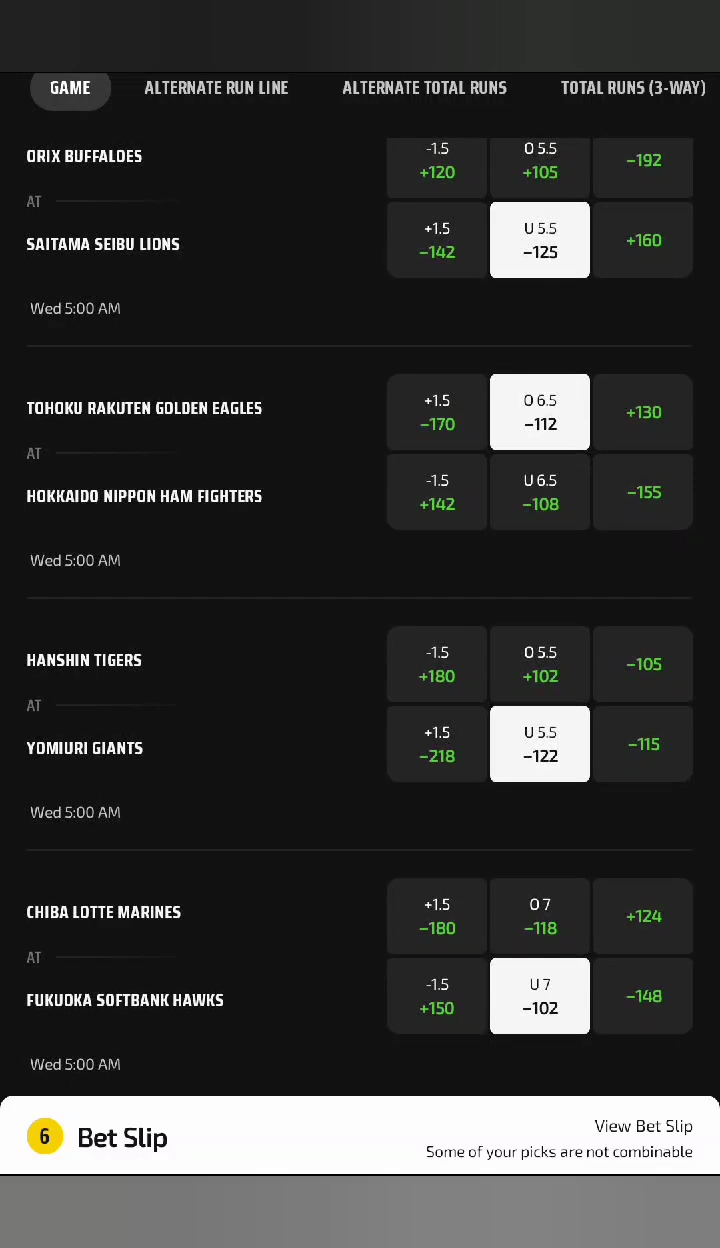 GAME ALTERNATE RUN LINE ALTERNATE TOTAL RUNS TOTAL RUNS (3-WAY)
ORIX BUFFALOES -1.5 O 5.5 −192
+120 +105
AT
SAITAMA SEIBU LIONS +1.5 U 5.5 +160
−142 −125
Wed 5:00 AM
TOHOKU RAKUTEN GOLDEN EAGLES +1.5 O 6.5 +130
−170 −112
AT
HOKKAIDO NIPPON HAM FIGHTERS -1.5 U 6.5 −155
+142 −108
Wed 5:00 AM
HANSHIN TIGERS -1.5 O 5.5 −105
+180 +102
AT
YOMIURI GIANTS +1.5 U 5.5 −115
−218 −122
Wed 5:00 AM
CHIBA LOTTE MARINES +1.5 O 7 +124
−180 −118
AT
FUKUOKA SOFTBANK HAWKS -1.5 U 7 −148
+150 −102
Wed 5:00 AM
6 Bet Slip View Bet Slip
Some of your picks are not combinable